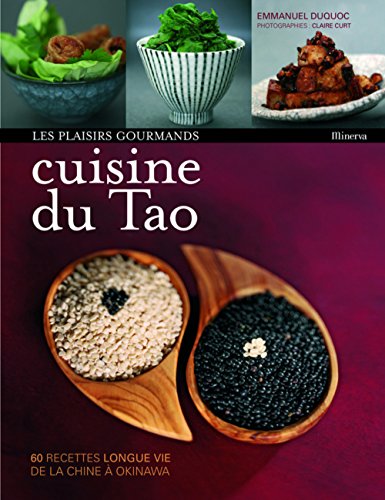 EMMANUEL DUQUOC
PHOTOGRAPHIES : CLAIRE CURT
LES PLAISIRS GOURMANDS
Minerva
cuisine
du Tao
60 RECETTES LONGUE VIE
DE LA CHINE À OKINAWA